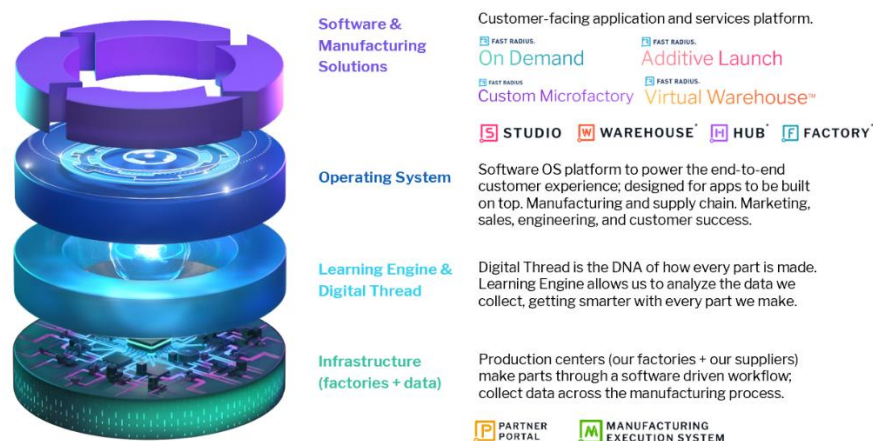 Software &
Manufacturing
Solutions
Customer-facing application and services platform.
FAST RADIUS.
On Demand
FAST RADIUS.
Additive Launch
FAST RADIUS
Custom Microfactory
FAST RADIUS.
Virtual Warehouse™
S STUDIO
W WAREHOUSE*
H HUB*
F FACTORY*
Operating System
Software OS platform to power the end-to-end
customer experience; designed for apps to be built
on top. Manufacturing and supply chain. Marketing,
sales, engineering, and customer success.
Learning Engine &
Digital Thread
Digital Thread is the DNA of how every part is made.
Learning Engine allows us to analyze the data we
collect, getting smarter with every part we make.
Infrastructure
(factories + data)
Production centers (our factories + our suppliers)
make parts through a software driven workflow;
collect data across the manufacturing process.
P PARTNER
PORTAL
M MANUFACTURING
EXECUTION SYSTEM